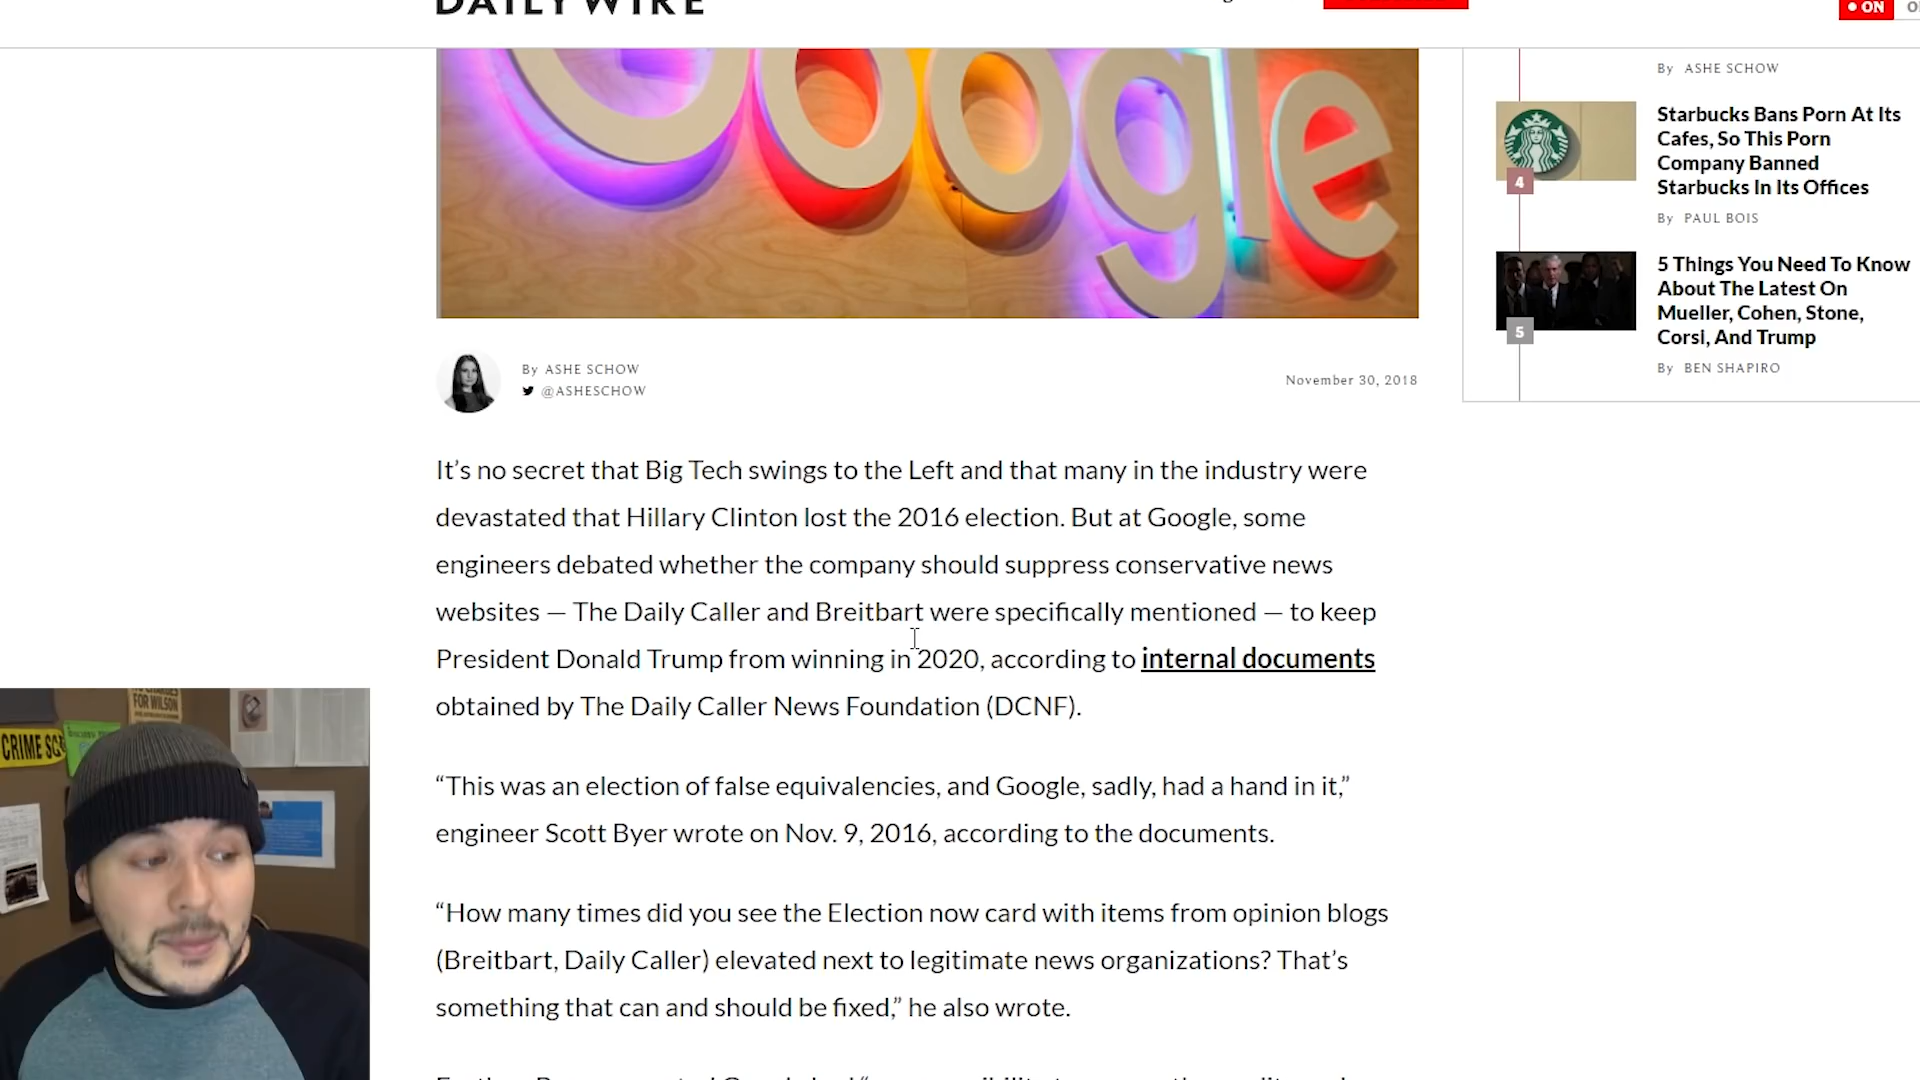 DAILY WIRE
ON
Google
By ASHE SCHOW
Starbucks Bans Porn At Its
Cafes, So This Porn
Company Banned
Starbucks In Its Offices
4
By PAUL BOIS
5 Things You Need To Know
About The Latest On
Mueller, Cohen, Stone,
Corsi, And Trump
5
By BEN SHAPIRO
By ASHE SCHOW
@ASHESCHOW
November 30, 2018
It’s no secret that Big Tech swings to the Left and that many in the industry were
devastated that Hillary Clinton lost the 2016 election. But at Google, some
engineers debated whether the company should suppress conservative news
websites — The Daily Caller and Breitbart were specifically mentioned — to keep
President Donald Trump from winning in 2020, according to internal documents
obtained by The Daily Caller News Foundation (DCNF).
“This was an election of false equivalencies, and Google, sadly, had a hand in it,”
engineer Scott Byer wrote on Nov. 9, 2016, according to the documents.
“How many times did you see the Election now card with items from opinion blogs
(Breitbart, Daily Caller) elevated next to legitimate news organizations? That’s
something that can and should be fixed,” he also wrote.
FOR WILSON
CRIME SC